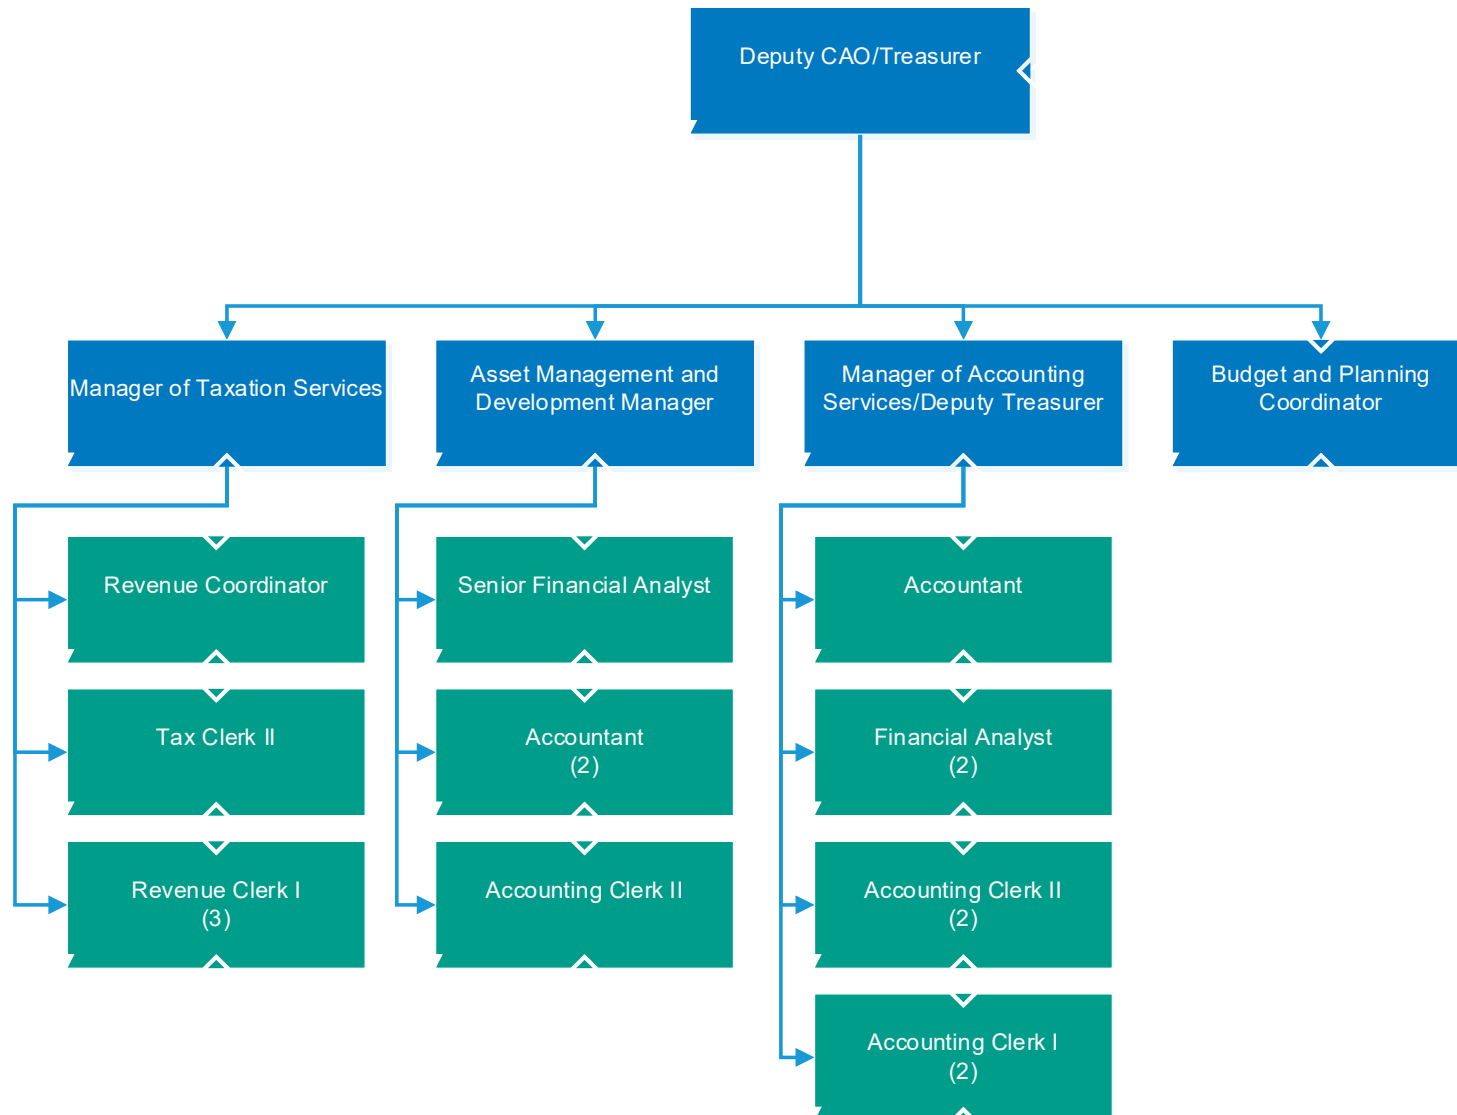 Deputy CAO/Treasurer
Manager of Taxation Services
Asset Management and
Development Manager
Manager of Accounting
Services/Deputy Treasurer
Budget and Planning
Coordinator
Revenue Coordinator
Senior Financial Analyst
Accountant
Tax Clerk II
Accountant
(2)
Financial Analyst
(2)
Revenue Clerk I
(3)
Accounting Clerk II
Accounting Clerk II
(2)
Accounting Clerk I
(2)